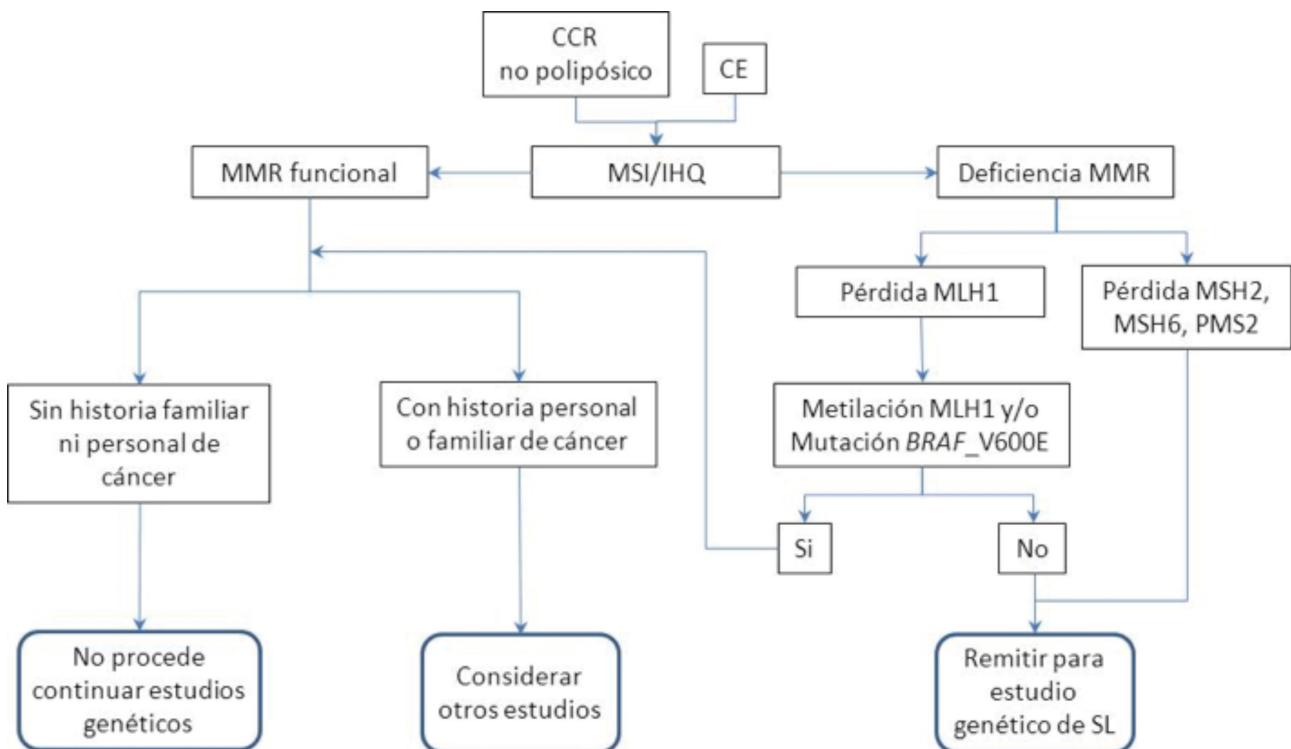 CCR
no polipósico
CE
MMR funcional
MSI/IHQ
Deficiencia MMR
Pérdida MLH1
Pérdida MSH2,
MSH6, PMS2
Sin historia familiar
ni personal de
cáncer
Con historia personal
o familiar de cáncer
Metilación MLH1 y/o
Mutación BRAF_V600E
Si
No
No procede
continuar estudios
genéticos
Considerar
otros estudios
Remitir para
estudio
genético de SL